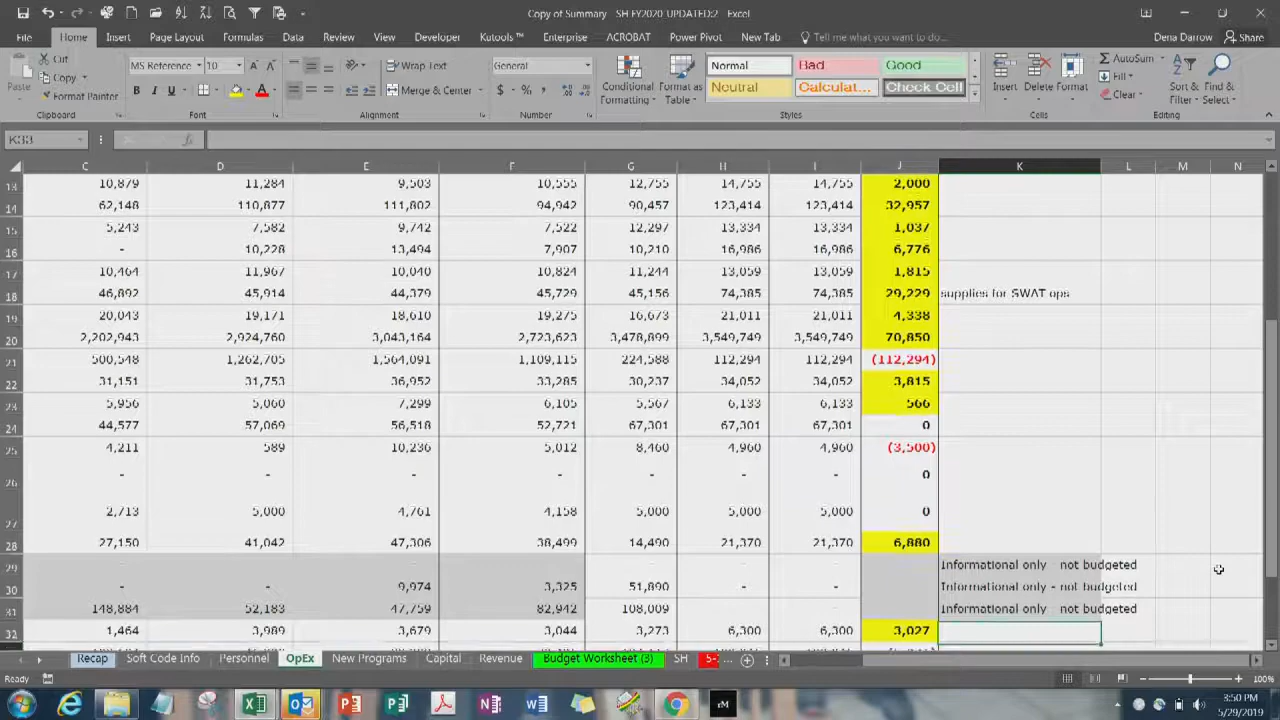 Copy of Summary - SH FY2020_UPDATED:2 - Excel
File Home Insert Page Layout Formulas Data Review View Developer Kutools ™ Enterprise ACROBAT Power Pivot New Tab Tell me what you want to do... Dena Darrow Share
Cut
Copy
Format Painter
Paste
Clipboard
MS Reference 10
Font
Wrap Text
Merge & Center
Alignment
General
Number
Conditional Formatting
Format as Table
Normal Bad Good
Neutral Calculat... Check Cell
Styles
Insert Delete Format
Cells
AutoSum
Fill
Clear
Sort & Filter
Find & Select
Editing
K33
C D E F G H I J K L M N
13 10,879 11,284 9,503 10,555 12,755 14,755 14,755 2,000
14 62,148 110,877 111,802 94,942 90,457 123,414 123,414 32,957
15 5,243 7,582 9,742 7,522 12,297 13,334 13,334 1,037
16 - 10,228 13,494 7,907 10,210 16,986 16,986 6,776
17 10,464 11,967 10,040 10,824 11,244 13,059 13,059 1,815
18 46,892 45,914 44,379 45,729 45,156 74,385 74,385 29,229 supplies for SWAT ops
19 20,043 19,171 18,610 19,275 16,673 21,011 21,011 4,338
20 2,202,943 2,924,760 3,043,164 2,723,623 3,478,899 3,549,749 3,549,749 70,850
21 500,548 1,262,705 1,564,091 1,109,115 224,588 112,294 112,294 (112,294)
22 31,151 31,753 36,952 33,285 30,237 34,052 34,052 3,815
23 5,956 5,060 7,299 6,105 5,567 6,133 6,133 566
24 44,577 57,069 56,518 52,721 67,301 67,301 67,301 0
25 4,211 589 10,236 5,012 8,460 4,960 4,960 (3,500)
26 - - - - - - - 0
27 2,713 5,000 4,761 4,158 5,000 5,000 5,000 0
28 27,150 41,042 47,306 38,499 14,490 21,370 21,370 6,880
29 - - - - - - - Informational only - not budgeted
30 - - 9,974 3,325 51,890 - - Informational only - not budgeted
31 148,884 52,183 47,759 82,942 108,009 - Informational only - not budgeted
32 1,464 3,989 3,679 3,044 3,273 6,300 6,300 3,027
Recap Soft Code Info Personnel OpEx New Programs Capital Revenue Budget Worksheet (3) SH 5- ...
Ready 100%
rM
3:50 PM
5/29/2019